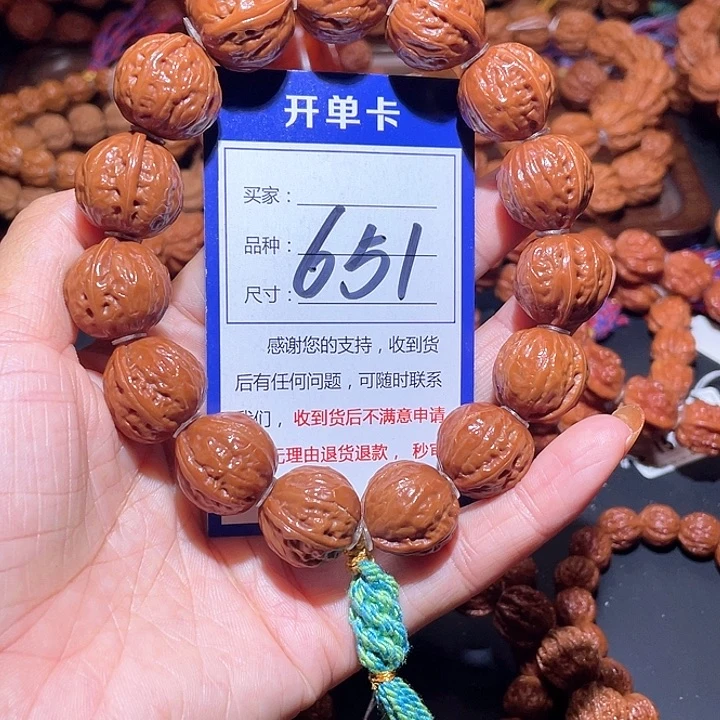 开单卡
买家：
品种：
651
尺寸：
感谢您的支持，收到货
后有任何问题，可随时联系
我们，收到货后不满意申请
无理由退货退款，秒审